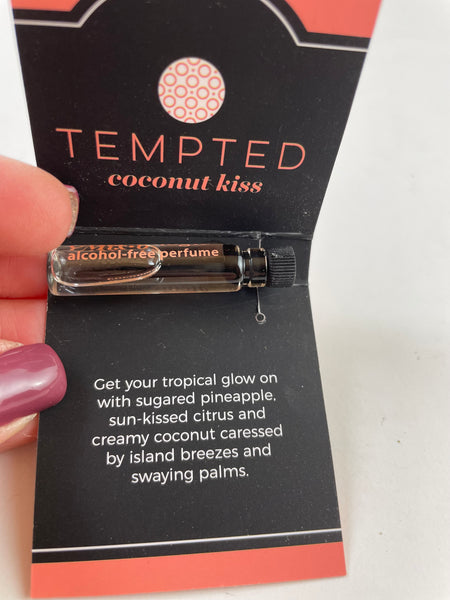 TEMPTED
coconut kiss
alcohol-free perfume
Get your tropical glow on
with sugared pineapple,
sun-kissed citrus and
creamy coconut caressed
by island breezes and
swaying palms.